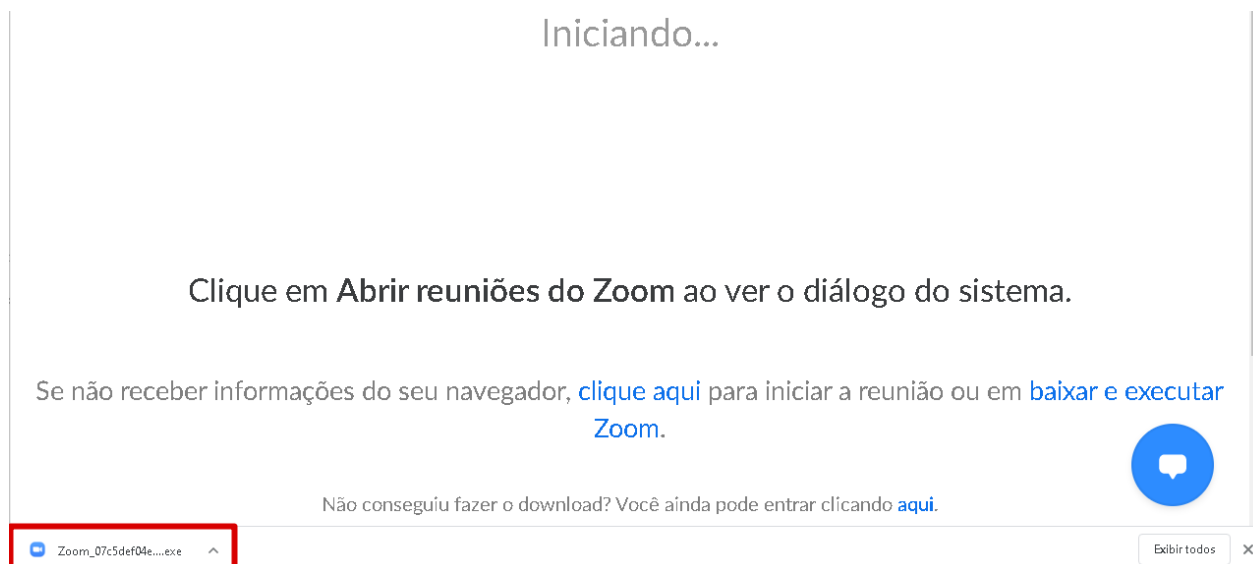 Iniciando...
Clique em Abrir reuniões do Zoom ao ver o diálogo do sistema.
Se não receber informações do seu navegador, clique aqui para iniciar a reunião ou em baixar e executar
Zoom.
Não conseguiu fazer o download? Você ainda pode entrar clicando aqui.
Zoom_07c5def04e....exe
Exibir todos